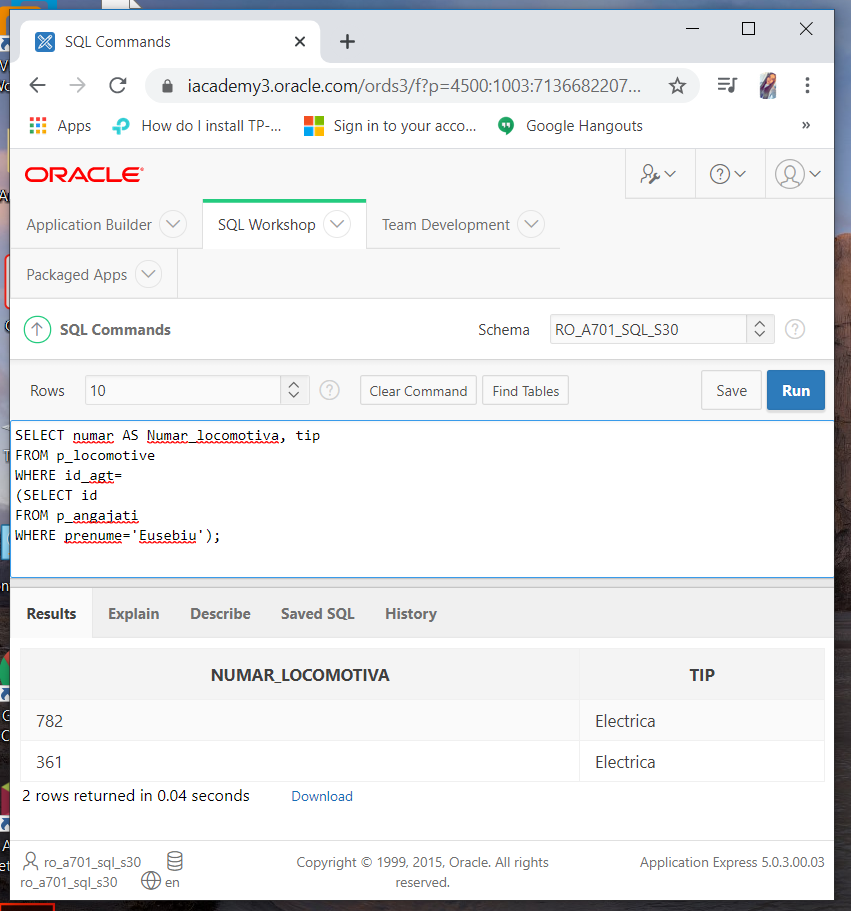 SQL Commands
iacademy3.oracle.com/ords3/f?p=4500:1003:7136682207...
Apps How do I install TP-... Sign in to your acco... Google Hangouts »
ORACLE
Application Builder SQL Workshop Team Development
Packaged Apps
SQL Commands Schema RO_A701_SQL_S30
Rows 10 Clear Command Find Tables Save Run
SELECT numar AS Numar_locomotiva, tip
FROM p_locomotive
WHERE id_agt=
(SELECT id
FROM p_angajati
WHERE prenume='Eusebiu');
Results Explain Describe Saved SQL History
NUMAR_LOCOMOTIVA TIP
782 Electrica
361 Electrica
2 rows returned in 0.04 seconds Download
ro_a701_sql_s30
ro_a701_sql_s30 en
Copyright © 1999, 2015, Oracle. All rights
reserved.
Application Express 5.0.3.00.03